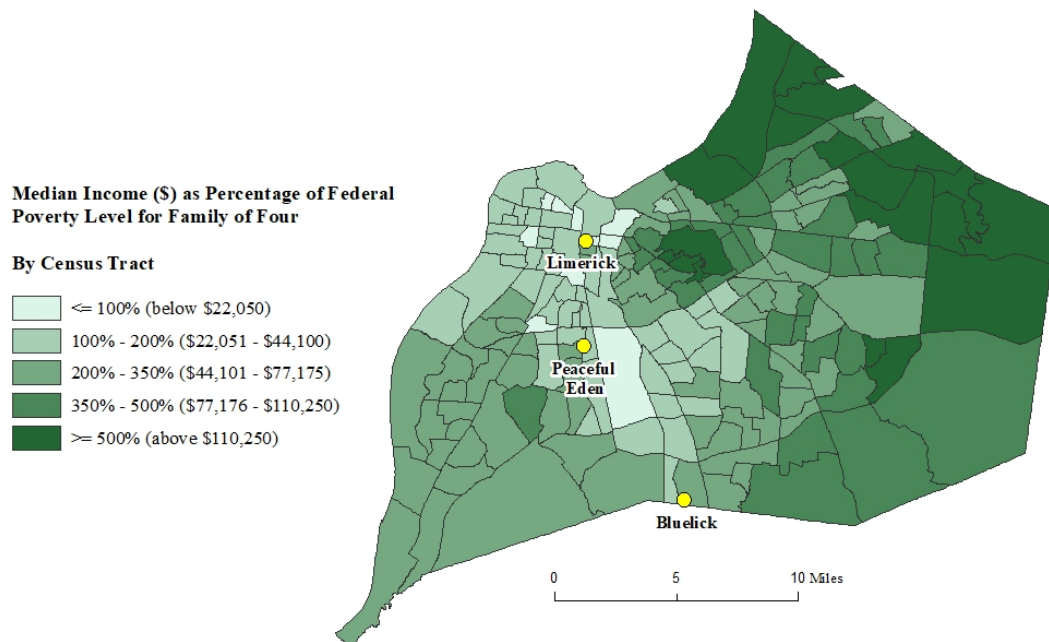 Median Income ($) as Percentage of Federal
Poverty Level for Family of Four
By Census Tract
<= 100% (below $22,050)
100% - 200% ($22,051 - $44,100)
200% - 350% ($44,101 - $77,175)
350% - 500% ($77,176 - $110,250)
>= 500% (above $110,250)
Limerick
Peaceful
Eden
Bluelick
0 5 10 Miles